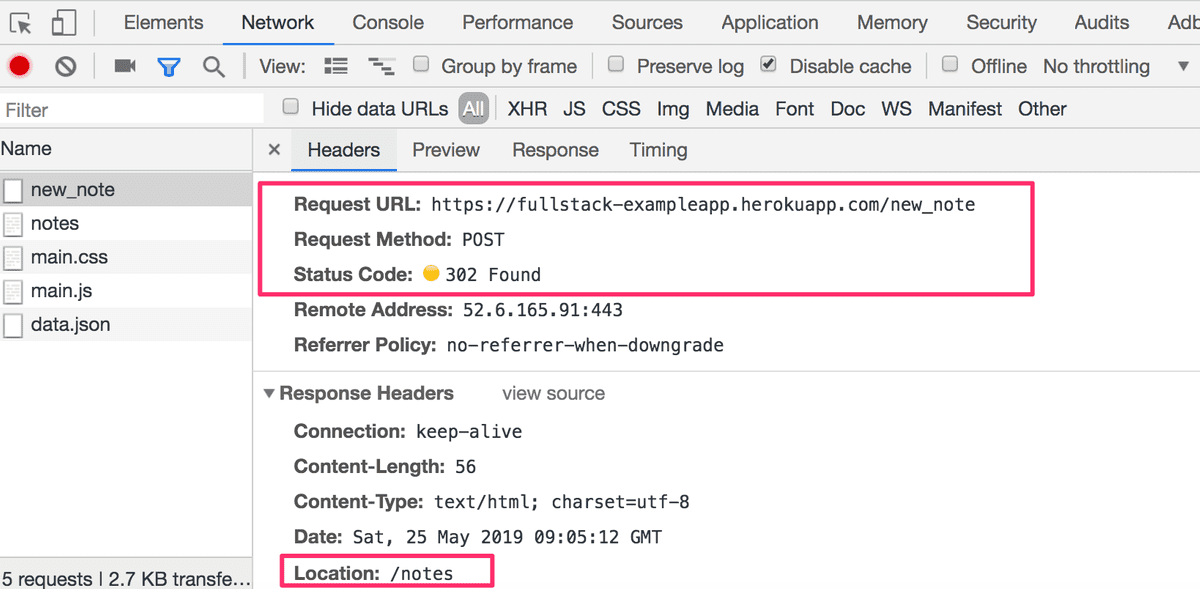 Elements Network Console Performance Sources Application Memory Security Audits Adb
View: Group by frame Preserve log Disable cache Offline No throttling
Filter Hide data URLs All XHR JS CSS Img Media Font Doc WS Manifest Other
Name
× Headers Preview Response Timing
new_note
notes
main.css
main.js
data.json
5 requests | 2.7 KB transfe...
Request URL: https://fullstack-exampleapp.herokuapp.com/new_note
Request Method: POST
Status Code: 302 Found
Remote Address: 52.6.165.91:443
Referrer Policy: no-referrer-when-downgrade
Response Headers view source
Connection: keep-alive
Content-Length: 56
Content-Type: text/html; charset=utf-8
Date: Sat, 25 May 2019 09:05:12 GMT
Location: /notes